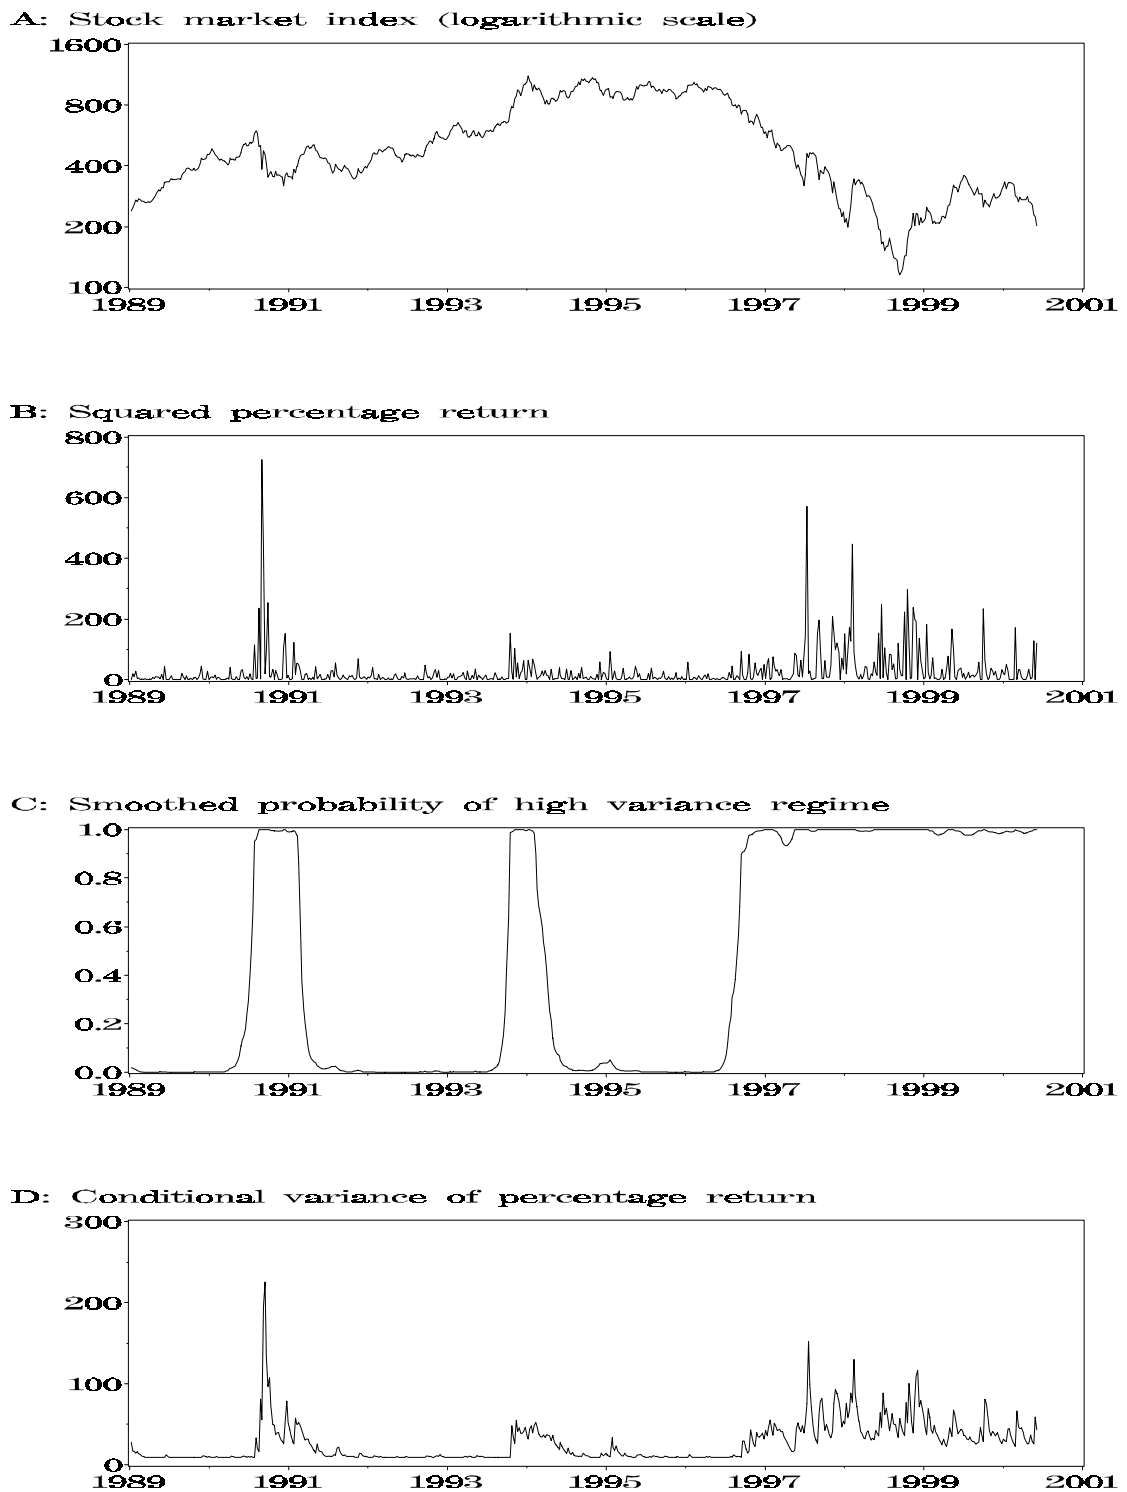 A: Stock market index (logarithmic scale)
1600
800
400
200
100
1989 1991 1993 1995 1997 1999 2001
B: Squared percentage return
800
600
400
200
0
1989 1991 1993 1995 1997 1999 2001
C: Smoothed probability of high variance regime
1.0
0.8
0.6
0.4
0.2
0.0
1989 1991 1993 1995 1997 1999 2001
D: Conditional variance of percentage return
300
200
100
0
1989 1991 1993 1995 1997 1999 2001